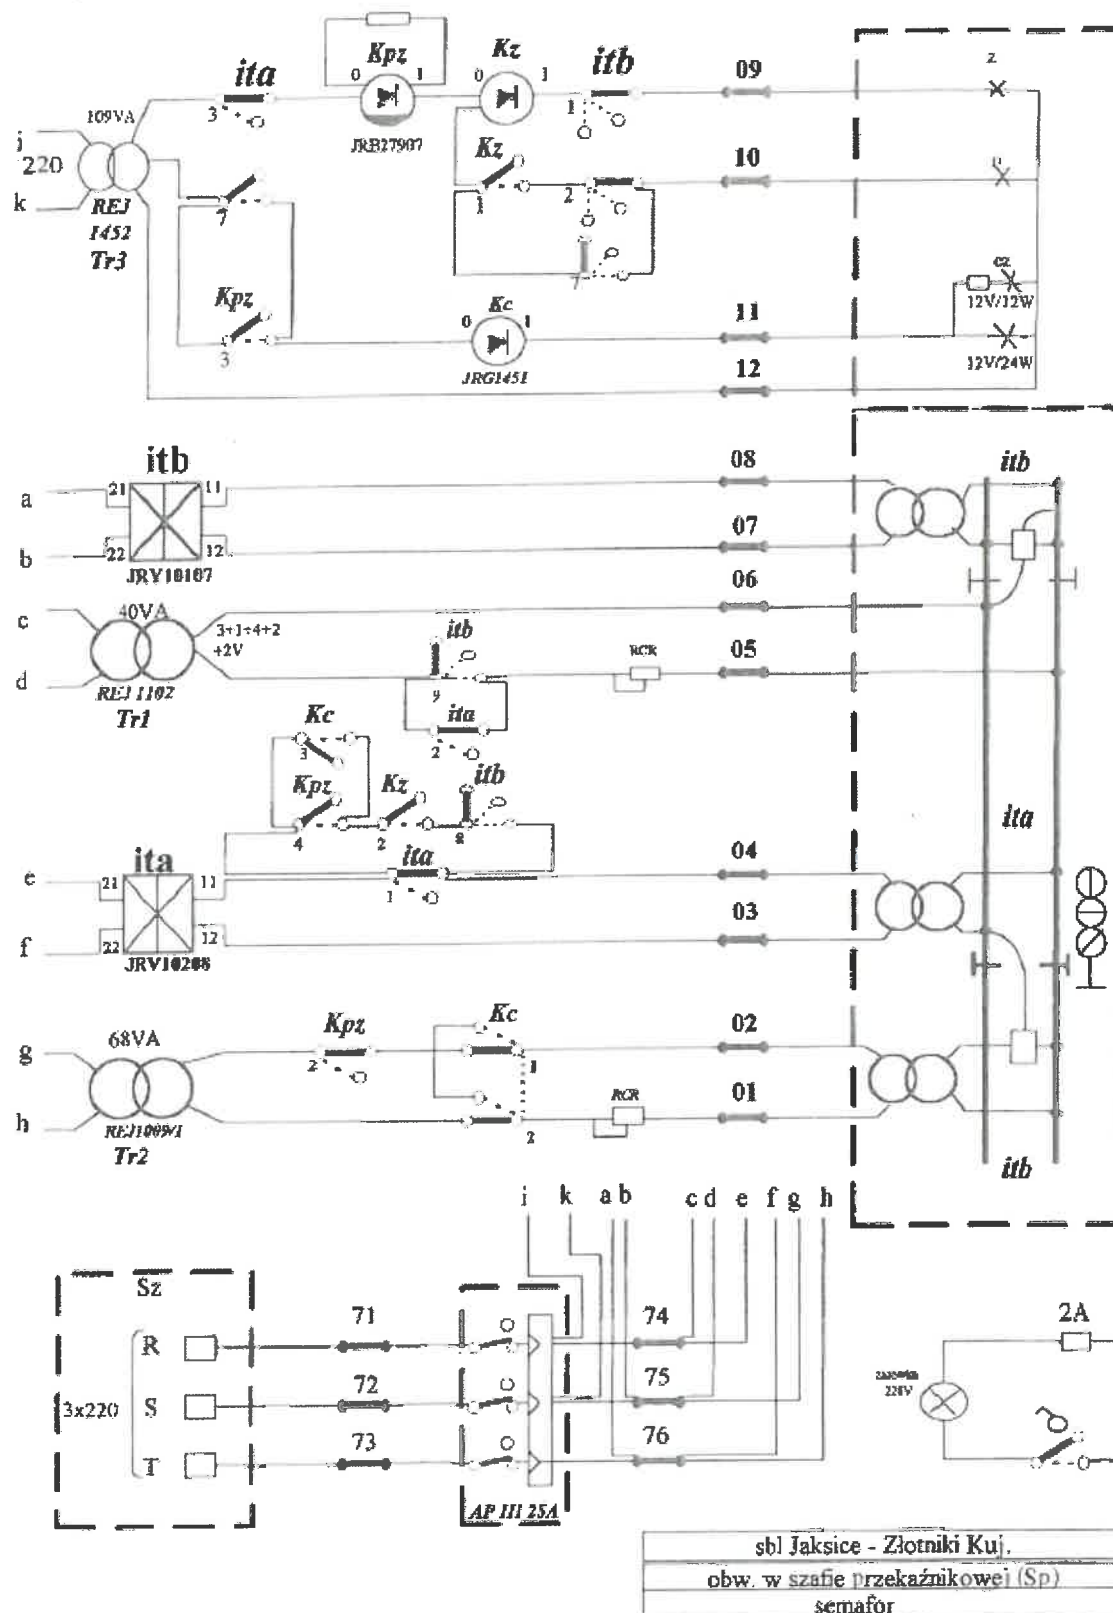 Kpz
Kz
ita
itb
0
1
0
1
09
z
109VA
3
1
j
220
k
JRB27907
Kz
10
REJ
1452
Tr3
7
1
2
Kpz
Kc
0
1
11
cz
12V/12W
3
12V/24W
JRG1451
12
itb
08
itb
a
21
11
07
b
22
12
JRV10107
06
c
40VA
3+1+4+2
+2V
itb
RCR
05
d
REJ 1102
Tr1
9
ita
2
Kc
3
Kpz
Kz
itb
4
2
8
ita
ita
ita
04
e
21
11
1
03
f
22
12
JRV10208
68VA
Kpz
Kc
02
g
2
1
RCR
01
h
REJ1009/1
Tr2
2
itb
i
k
a b
c d
e
f
g
h
Sz
71
74
2A
R
72
75
220V
3x220
S
73
76
T
AP III 25A
sbl Jaksice - Złotniki Kuj.
obw. w szafie przekaźnikowej (Sp)
semafor